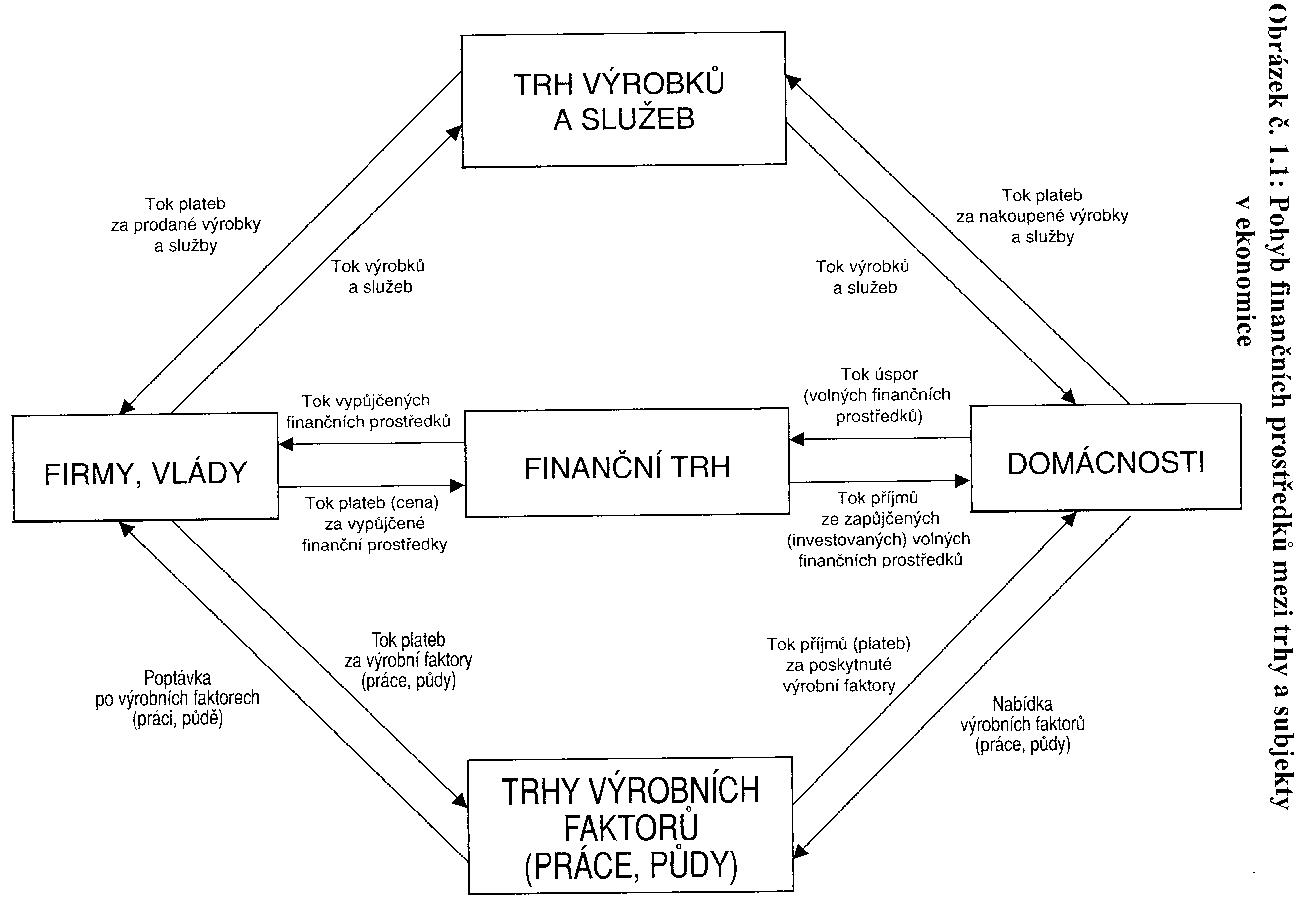 Obrázek č. 1.1: Pohyb finančních prostředků mezi trhy a subjekty
v ekonomice
TRH VÝROBKŮ
A SLUŽEB
Tok plateb
za prodané výrobky
a služby
Tok výrobků
a služeb
Tok plateb
za nakoupené výrobky
a služby
Tok výrobků
a služeb
Tok vypůjčených
finančních prostředků
Tok úspor
(volných finančních
prostředků)
FIRMY, VLÁDY
FINANČNÍ TRH
DOMÁCNOSTI
Tok plateb (cena)
za vypůjčené
finanční prostředky
Tok příjmů
ze zapůjčených
(investovaných) volných
finančních prostředků
Poptávka
po výrobních faktorech
(práci, půdě)
Tok plateb
za výrobní faktory
(práce, půdy)
Tok příjmů (plateb)
za poskytnuté
výrobní faktory
Nabídka
výrobních faktorů
(práce, půdy)
TRHY VÝROBNÍCH
FAKTORŮ
(PRÁCE, PŮDY)